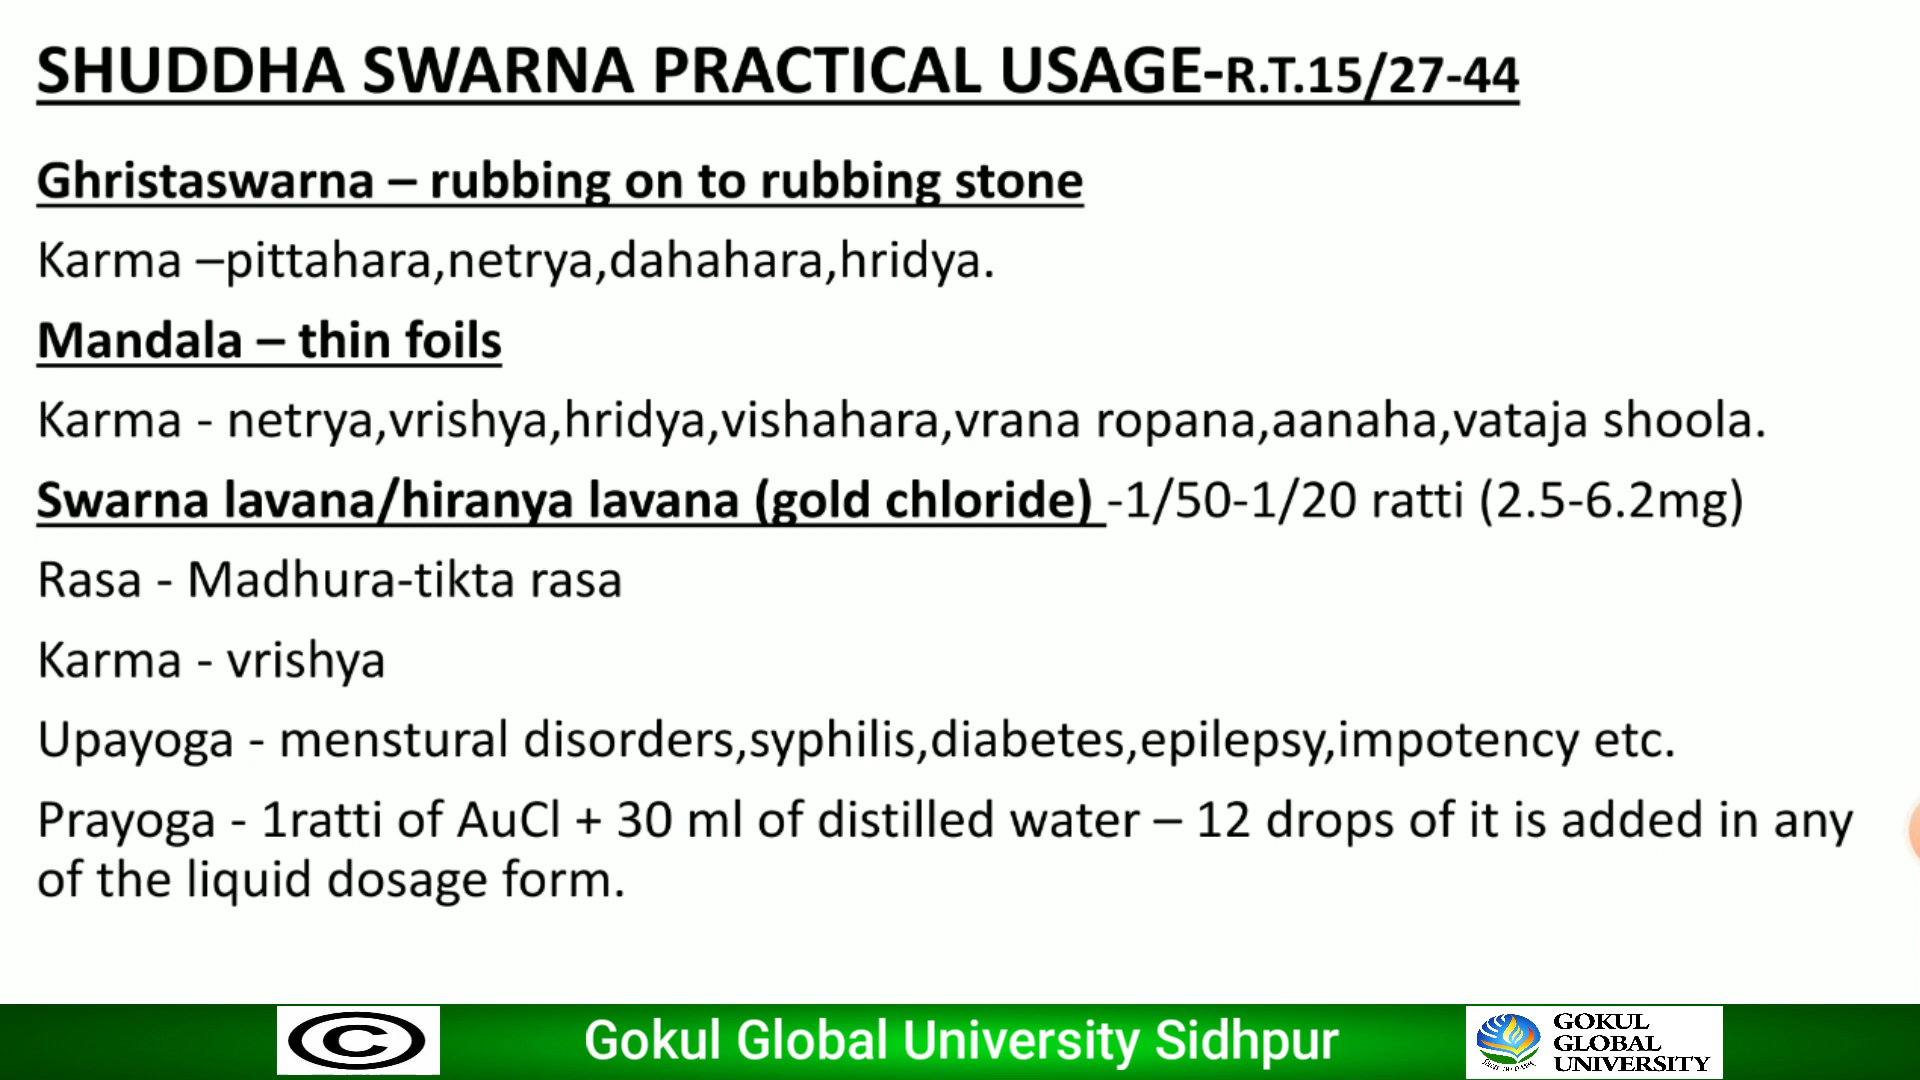 SHUDDHA SWARNA PRACTICAL USAGE-R.T.15/27-44
Ghristaswarna – rubbing on to rubbing stone
Karma –pittahara,netrya,dahahara,hridya.
Mandala – thin foils
Karma - netrya,vrishya,hridya,vishahara,vrana ropana,aanaha,vataja shoola.
Swarna lavana/hiranya lavana (gold chloride) -1/50-1/20 ratti (2.5-6.2mg)
Rasa - Madhura-tikta rasa
Karma - vrishya
Upayoga - menstural disorders,syphilis,diabetes,epilepsy,impotency etc.
Prayoga - 1ratti of AuCl + 30 ml of distilled water – 12 drops of it is added in any
of the liquid dosage form.
©
Gokul Global University Sidhpur
GOKUL
GLOBAL
UNIVERSITY